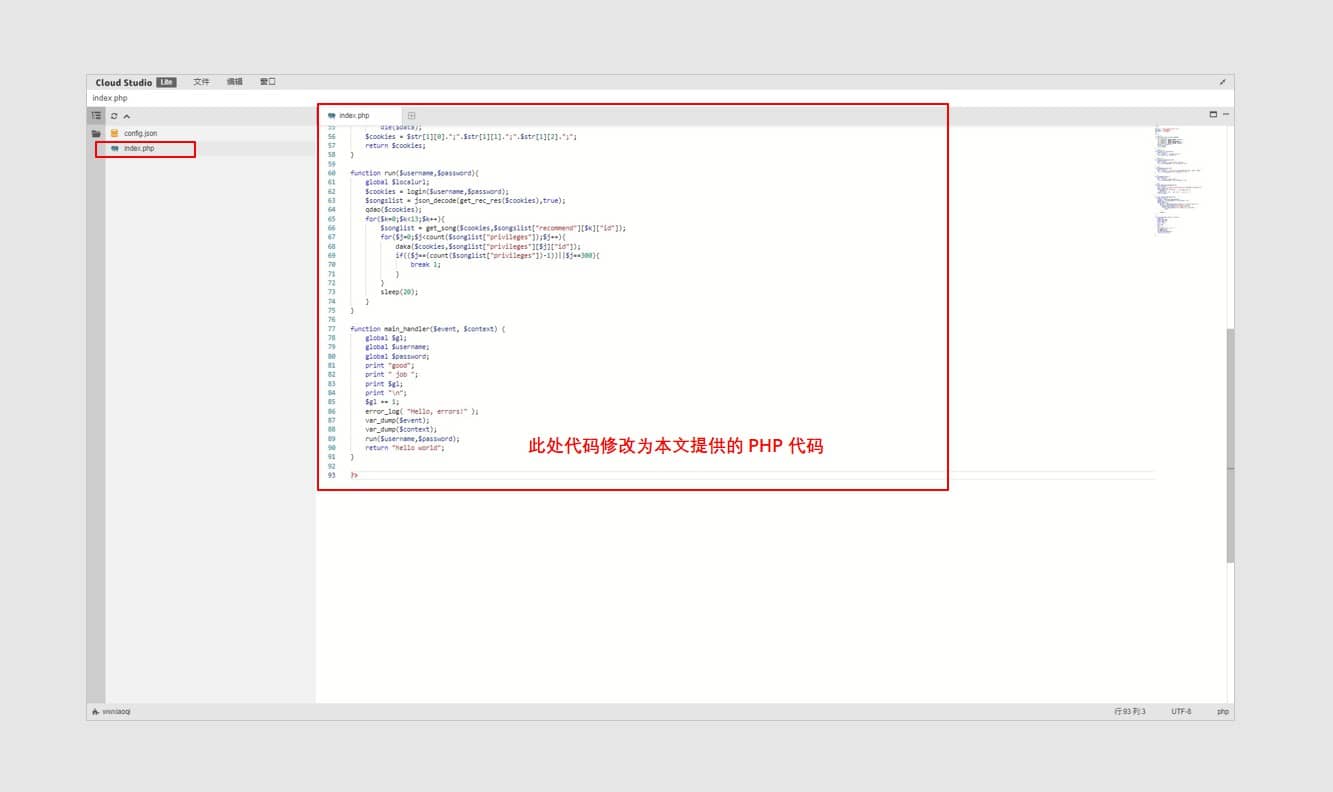 Cloud Studio Lite 文件 编辑 窗口
index.php
config.json
index.php
index.php
55 die($data);
56 $cookies = $str[1][0].";".$str[1][1].";".$str[1][2].";";
57 return $cookies;
58 }
59
60 function run($username,$password){
61 global $localurl;
62 $cookies = login($username,$password);
63 $songslist = json_decode(get_rec_res($cookies),true);
64 qdao($cookies);
65 for($k=0;$k<13;$k++){
66 $songlist = get_song($cookies,$songslist["recommend"][$k]["id"]);
67 for($j=0;$j<count($songlist["privileges"]);$j++){
68 daka($cookies,$songlist["privileges"][$j]["id"]);
69 if(($j==(count($songlist["privileges"])-1))||$j==300){
70 break 1;
71 }
72 }
73 sleep(20);
74 }
75 }
76
77 function main_handler($event, $context) {
78 global $gl;
79 global $username;
80 global $password;
81 print "good";
82 print " job ";
83 print $gl;
84 print "\n";
85 $gl += 1;
86 error_log( "Hello, errors!" );
87 var_dump($event);
88 var_dump($context);
89 run($username,$password);
90 return "hello world";
91 }
92
93 ?>
此处代码修改为本文提供的 PHP 代码
行 93 列 3 UTF-8 php